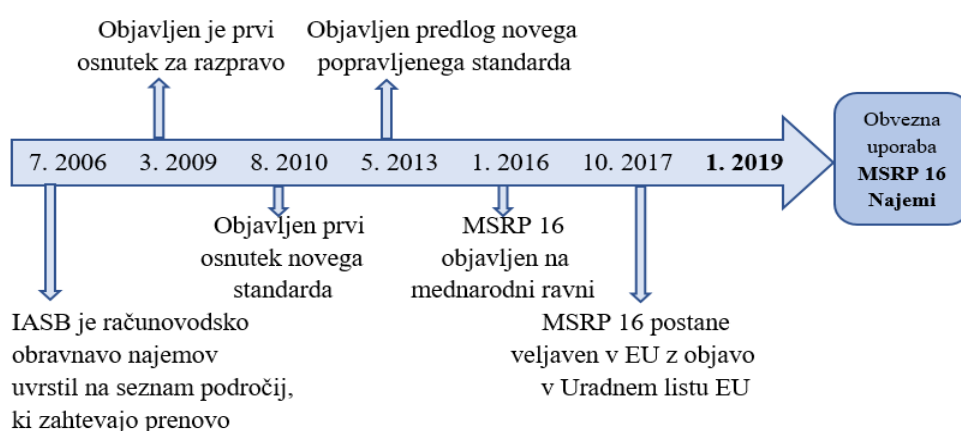 Objavljen je prvi
osnutek za razpravo
Objavljen predlog novega
popravljenega standarda
7. 2006 3. 2009 8. 2010 5. 2013 1. 2016 10. 2017 1. 2019
Obvezna
uporaba
MSRP 16
Najemi
Objavljen prvi
osnutek novega
standarda
MSRP 16
objavljen na
mednarodni ravni
IASB je računovodsko
obravnavo najemov
uvrstil na seznam področij,
ki zahtevajo prenovo
MSRP 16 postane
veljaven v EU z objavo
v Uradnem listu EU